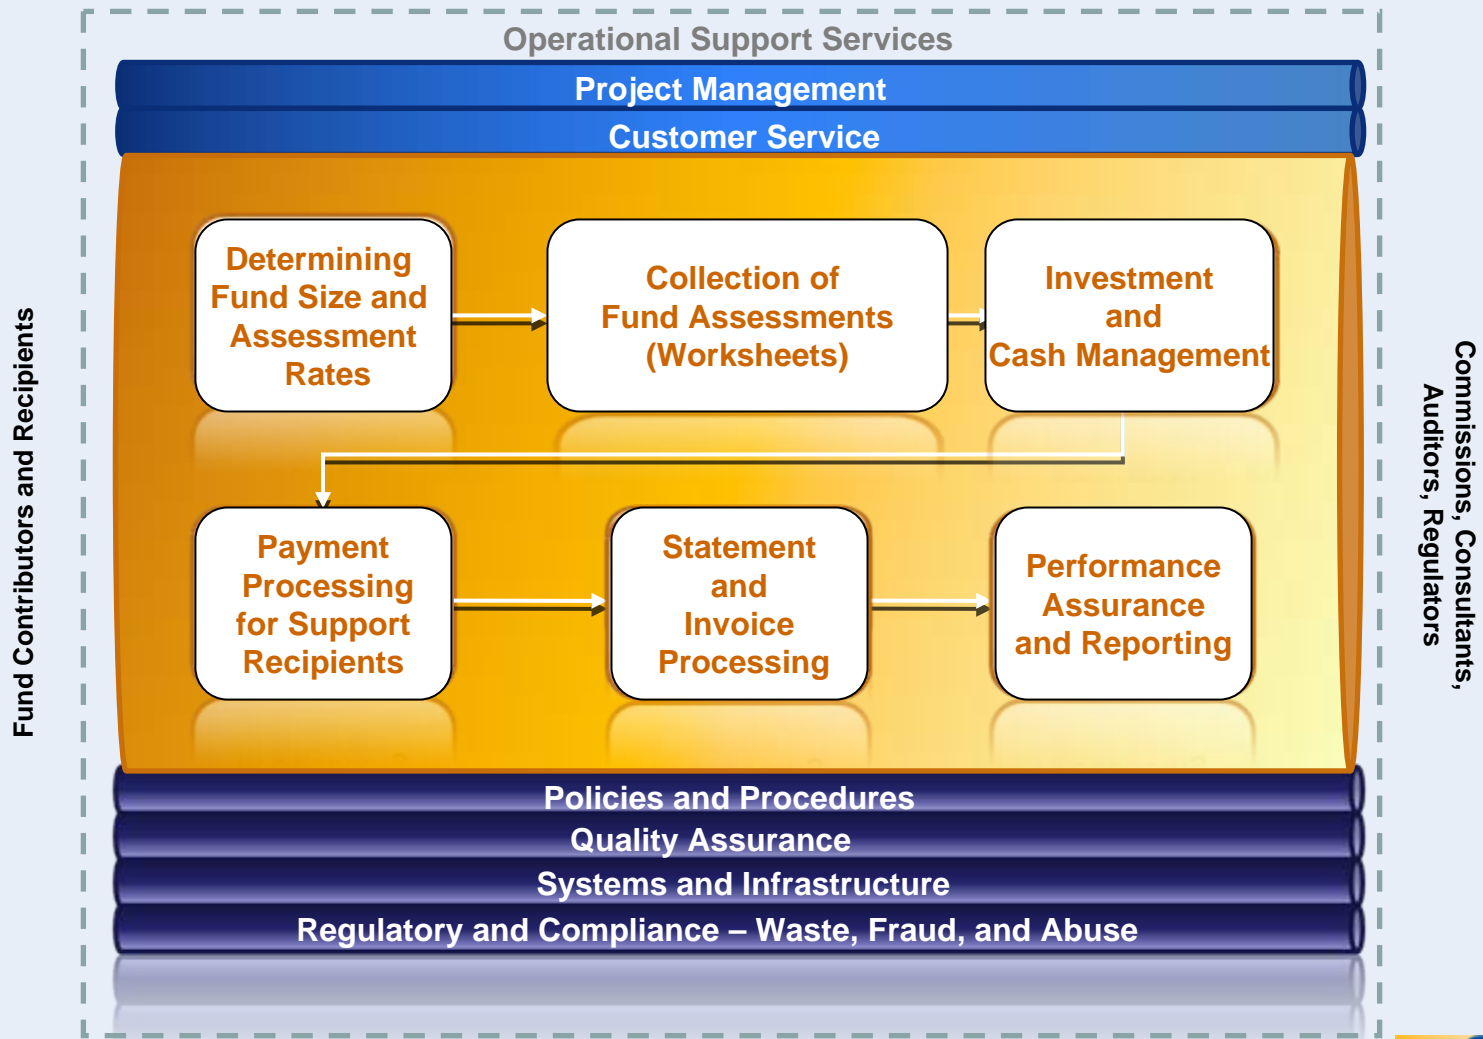 Operational Support Services
Project Management
Customer Service
Determining
Fund Size and
Assessment
Rates
Collection of
Fund Assessments
(Worksheets)
Investment
and
Cash Management
Payment
Processing
for Support
Recipients
Statement
and
Invoice
Processing
Performance
Assurance
and Reporting
Policies and Procedures
Quality Assurance
Systems and Infrastructure
Regulatory and Compliance – Waste, Fraud, and Abuse
Fund Contributors and Recipients
Commissions, Consultants,
Auditors, Regulators